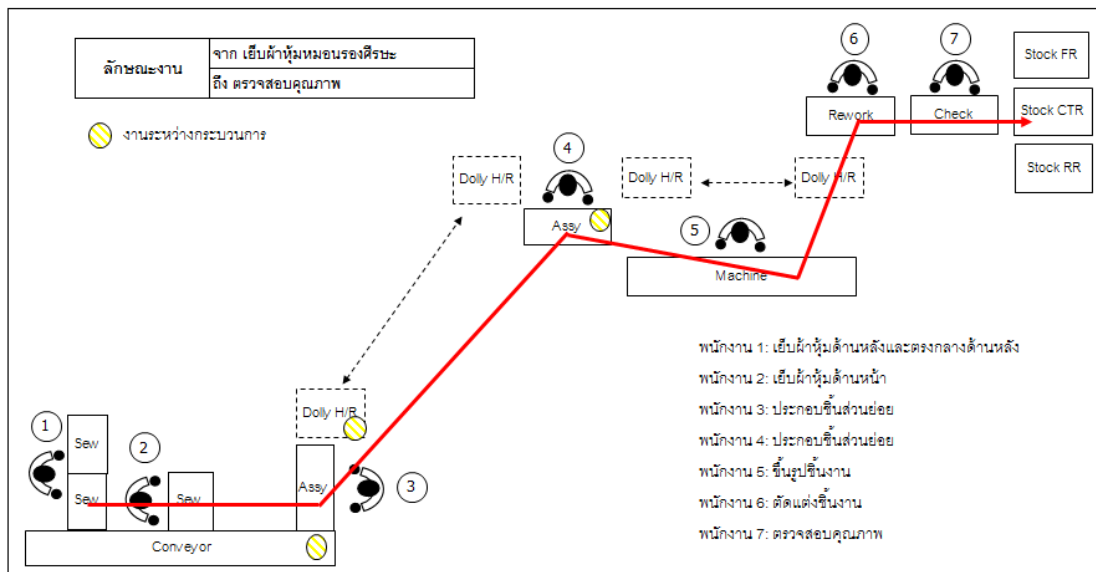 ลักษณะงาน
จาก เย็บผ้าหุ้มหมอนรองศีรษะ
ถึง ตรวจสอบคุณภาพ
งานระหว่างกระบวนการ
6
7
Rework
Check
Stock FR
Stock CTR
Stock RR
Dolly H/R
4
Dolly H/R
Dolly H/R
Assy
5
Machine
Dolly H/R
1
Sew
2
Sew
Sew
Assy
3
Conveyor
พนักงาน 1: เย็บผ้าหุ้มด้านหลังและตรงกลางด้านหลัง
พนักงาน 2: เย็บผ้าหุ้มด้านหน้า
พนักงาน 3: ประกอบชิ้นส่วนย่อย
พนักงาน 4: ประกอบชิ้นส่วนย่อย
พนักงาน 5: ขึ้นรูปชิ้นงาน
พนักงาน 6: ตัดแต่งชิ้นงาน
พนักงาน 7: ตรวจสอบคุณภาพ